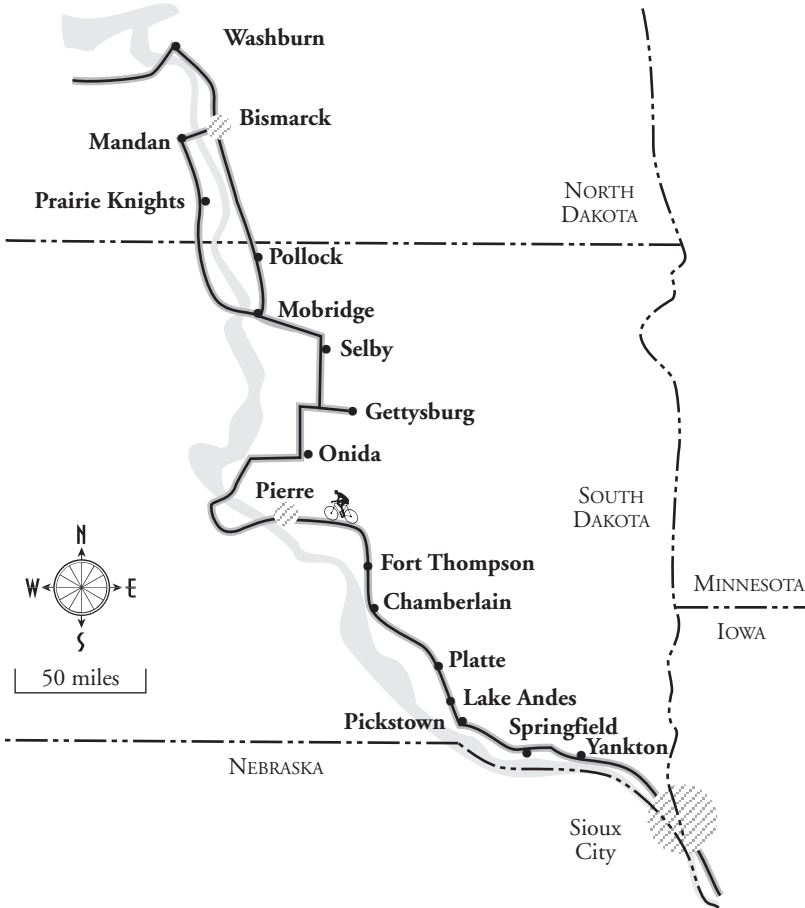 Washburn
Bismarck
Mandan
Prairie Knights
NORTH
DAKOTA
Pollock
Mobridge
Selby
Gettysburg
Onida
Pierre
SOUTH
DAKOTA
N
W
E
S
Fort Thompson
MINNESOTA
Chamberlain
IOWA
Platte
50 miles
Lake Andes
Pickstown
Springfield
Yankton
NEBRASKA
Sioux
City